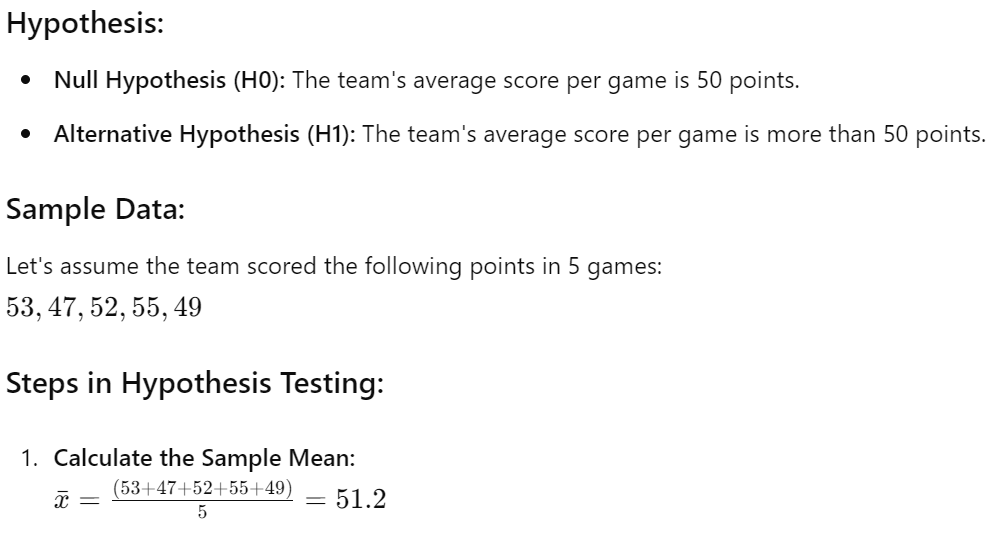 Hypothesis:
• Null Hypothesis (H0): The team's average score per game is 50 points.
• Alternative Hypothesis (H1): The team's average score per game is more than 50 points.
Sample Data:
Let's assume the team scored the following points in 5 games:
53, 47, 52, 55, 49
Steps in Hypothesis Testing:
1. Calculate the Sample Mean:
x̄ = (53+47+52+55+49)/5 = 51.2